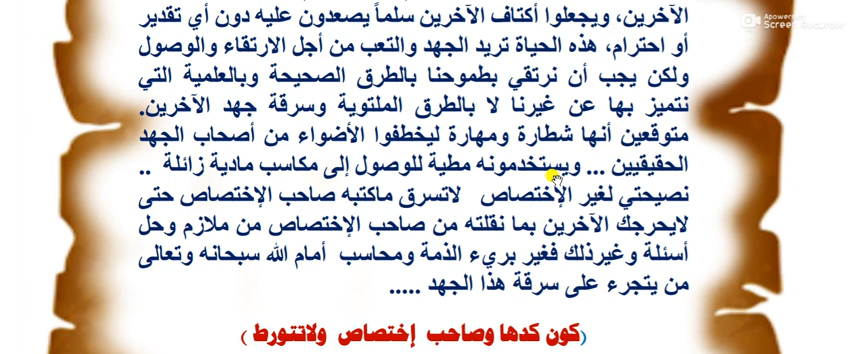 الآخرين، ويجعلوا أكتاف الآخرين سلماً يصعدون عليه دون أي تقدير
أو احترام، هذه الحياة تريد الجهد والتعب من أجل الارتقاء والوصول
ولكن يجب أن نرتقي بطموحنا بالطرق الصحيحة وبالعلمية التي
نتميز بها عن غيرنا لا بالطرق الملتوية وسرقة جهد الآخرين.
متوقعين أنها شطارة ومهارة ليخطفوا الأضواء من أصحاب الجهد
الحقيقيين ... ويستخدمونه مطية للوصول إلى مكاسب مادية زائلة ..
نصيحتي لغير الإختصاص لاتسرق ماكتبه صاحب الإختصاص حتى
لايحرجك الآخرين بما نقلته من صاحب الإختصاص من ملازم وحل
أسئلة وغيرذلك فغير بريء الذمة ومحاسب أمام الله سبحانه وتعالى
من يتجرء على سرقة هذا الجهد .....
(كون كدها وصاحب إختصاص ولاتتورط )
Apowersoft
Screen Recorder